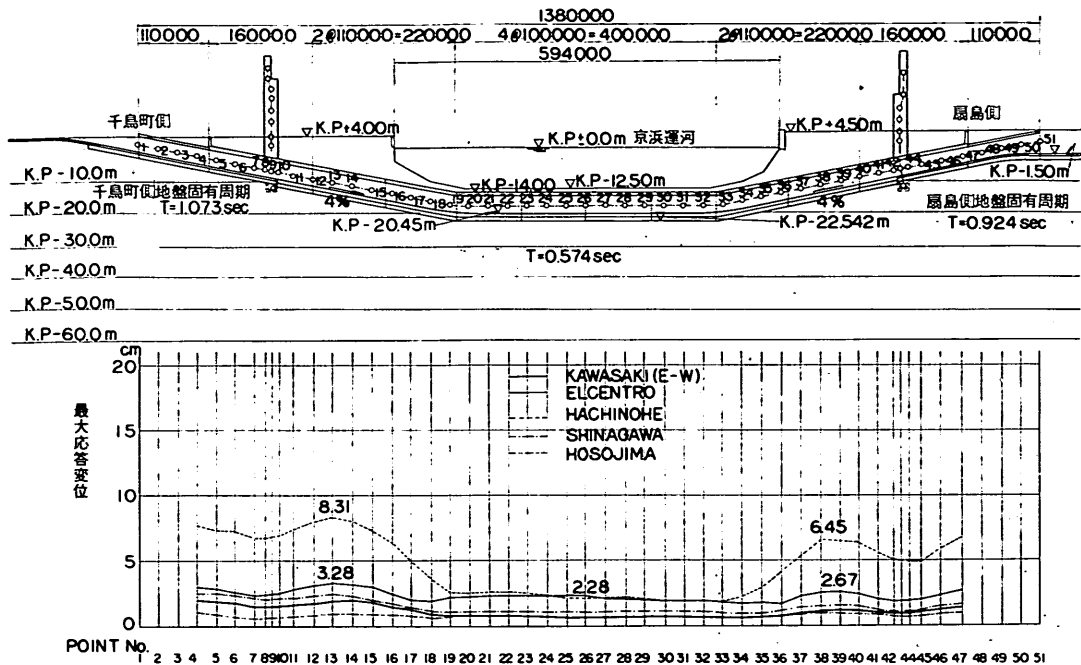 1380000
110000 160000 2@110000=220000 4@100000=400000 2@110000=220000 160000 110000
594000
千鳥町側 扇島側
K.P+4.00m K.P±0.0m 京浜運河 K.P+4.50m
K.P-10.0m K.P-14.00 K.P-12.50m K.P-1.50m
千鳥町側地盤固有周期 扇島側地盤固有周期
T=1.073sec 4% 4% T=0.924sec
K.P-20.0m K.P-20.45m K.P-22.542m
K.P-30.0m
T=0.574sec
K.P-40.0m
K.P-50.0m
K.P-60.0m
cm
20
15
10
5
0
最大応答変位
KAWASAKI(E-W)
ELCENTRO
HACHINOHE
SHINAGAWA
HOSOJIMA
8.31 6.45
3.28 2.28 2.67
POINT No. 1 2 3 4 5 6 7 8 9 10 11 12 13 14 15 16 17 18 19 20 21 22 23 24 25 26 27 28 29 30 31 32 33 34 35 36 37 38 39 40 41 42 43 44 45 46 47 48 49 50 51